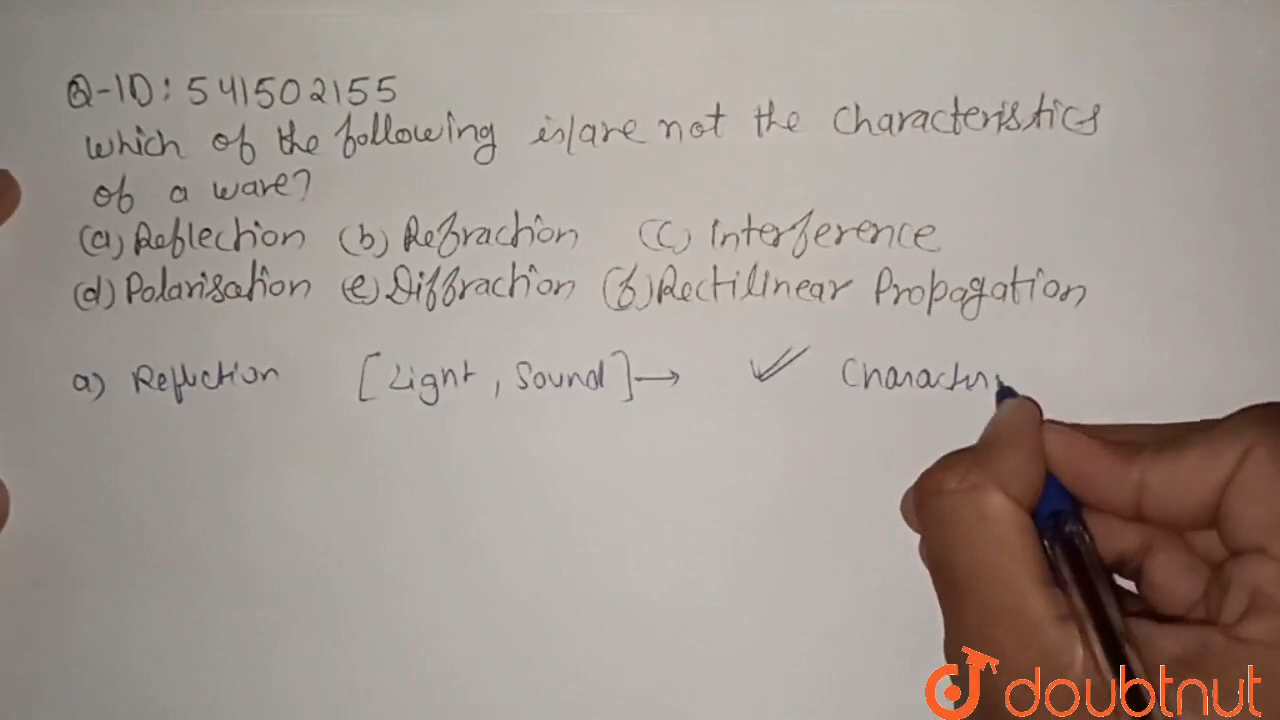 Q-ID: 541502155
which of the following is/are not the characteristics
of a wave?
(a) Reflection (b) Refraction (c) Interference
(d) Polarisation (e) Diffraction (f) Rectilinear Propagation
a) Reflection [Light, Sound] → ✓ Characteri
doubtnut